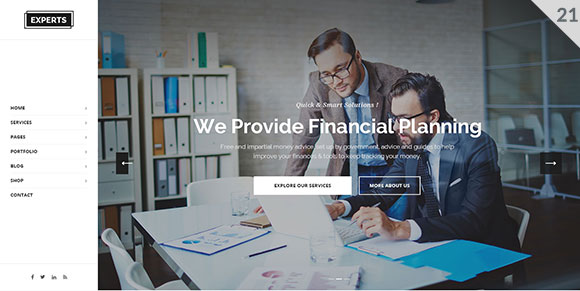 EXPERTS
21
HOME
SERVICES
PAGES
PORTFOLIO
BLOG
SHOP
CONTACT
Quick & Smart Solutions !
We Provide Financial Planning
Free and impartial money advice, set up by government, advice and guides to help
improve your finances & tools to keep tracking your money.
EXPLORE OUR SERVICES
MORE ABOUT US